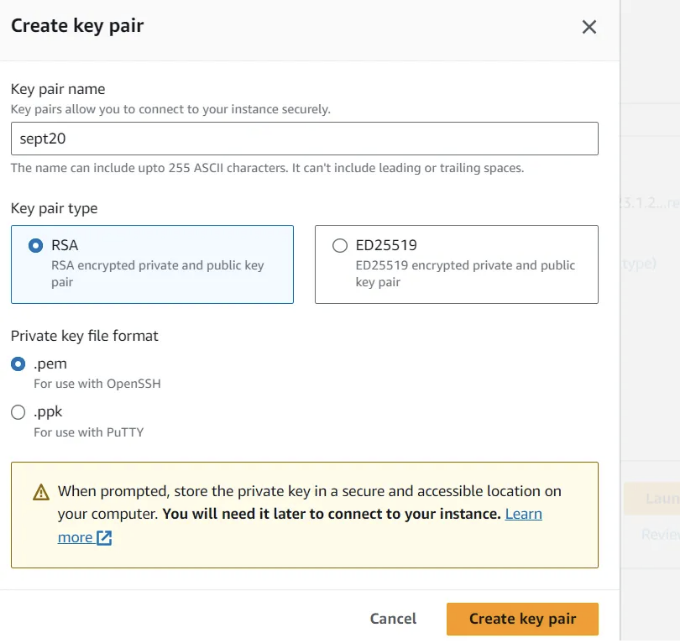 Create key pair
Key pair name
Key pairs allow you to connect to your instance securely.
sept20
The name can include upto 255 ASCII characters. It can't include leading or trailing spaces.
Key pair type
RSA
RSA encrypted private and public key
pair
ED25519
ED25519 encrypted private and public
key pair
Private key file format
.pem
For use with OpenSSH
.ppk
For use with PuTTY
When prompted, store the private key in a secure and accessible location on
your computer. You will need it later to connect to your instance. Learn
more
Cancel
Create key pair
type)
Laun
Revie